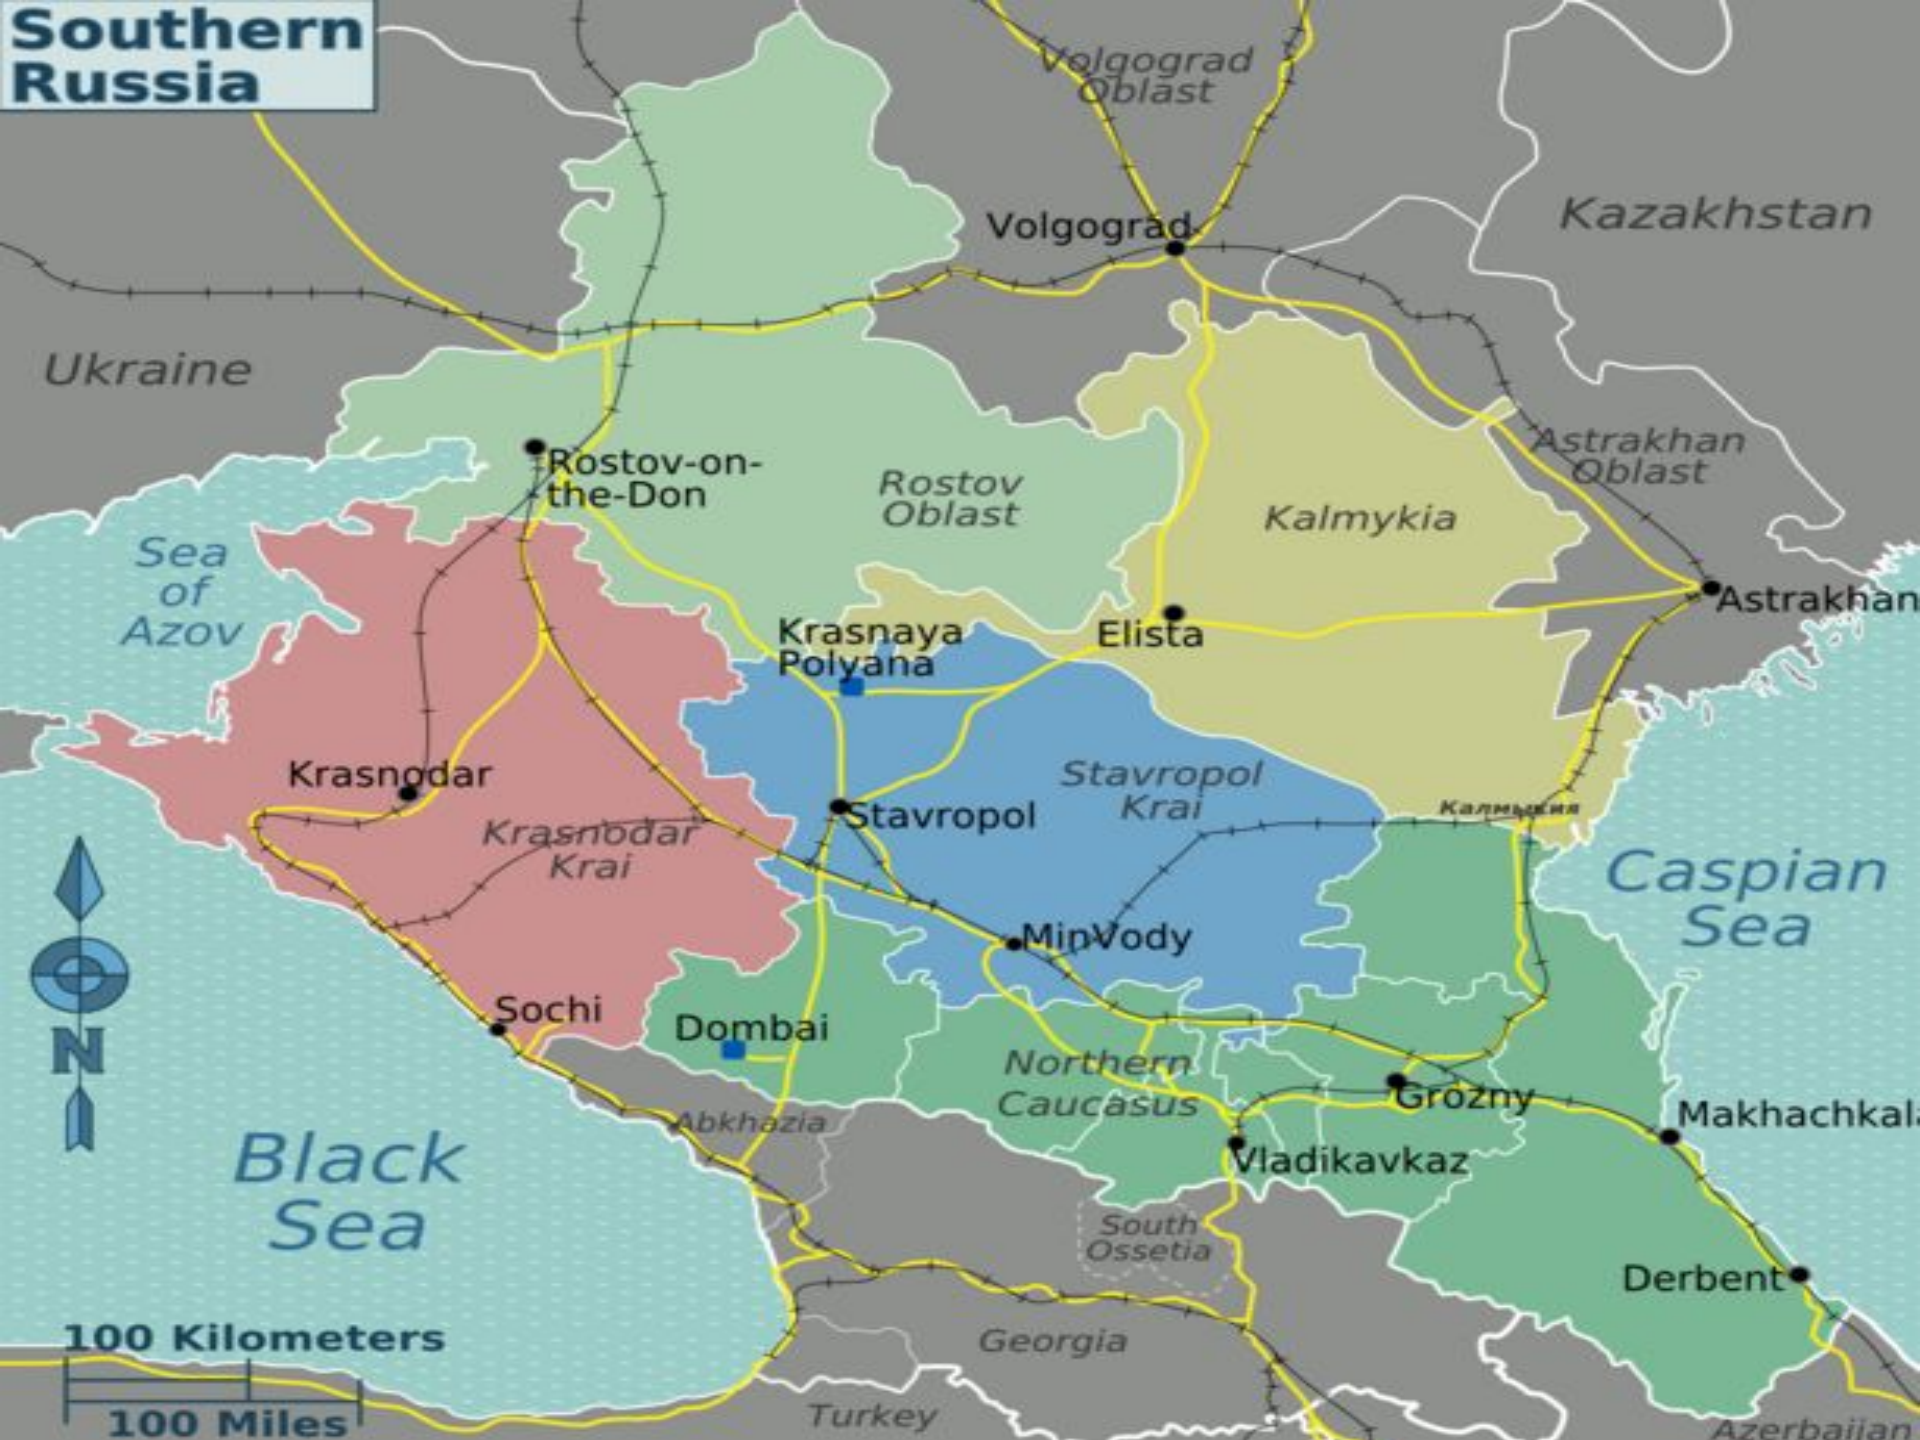 Southern
Russia
Volgograd
Oblast
Kazakhstan
Volgograd
Ukraine
Astrakhan
Oblast
Rostov-on-
the-Don
Rostov
Oblast
Kalmykia
Sea
of
Azov
Astrakhan
Krasnaya
Polyana
Elista
Krasnodar
Stavropol
Krai
Stavropol
Калмыкия
Krasnodar
Krai
Caspian
Sea
MinVody
Sochi
Dombai
Northern
Caucasus
N
Grozny
Makhachkala
Abkhazia
Vladikavkaz
Black
Sea
South
Ossetia
Derbent
100 Kilometers
Georgia
100 Miles
Turkey
Azerbaijan